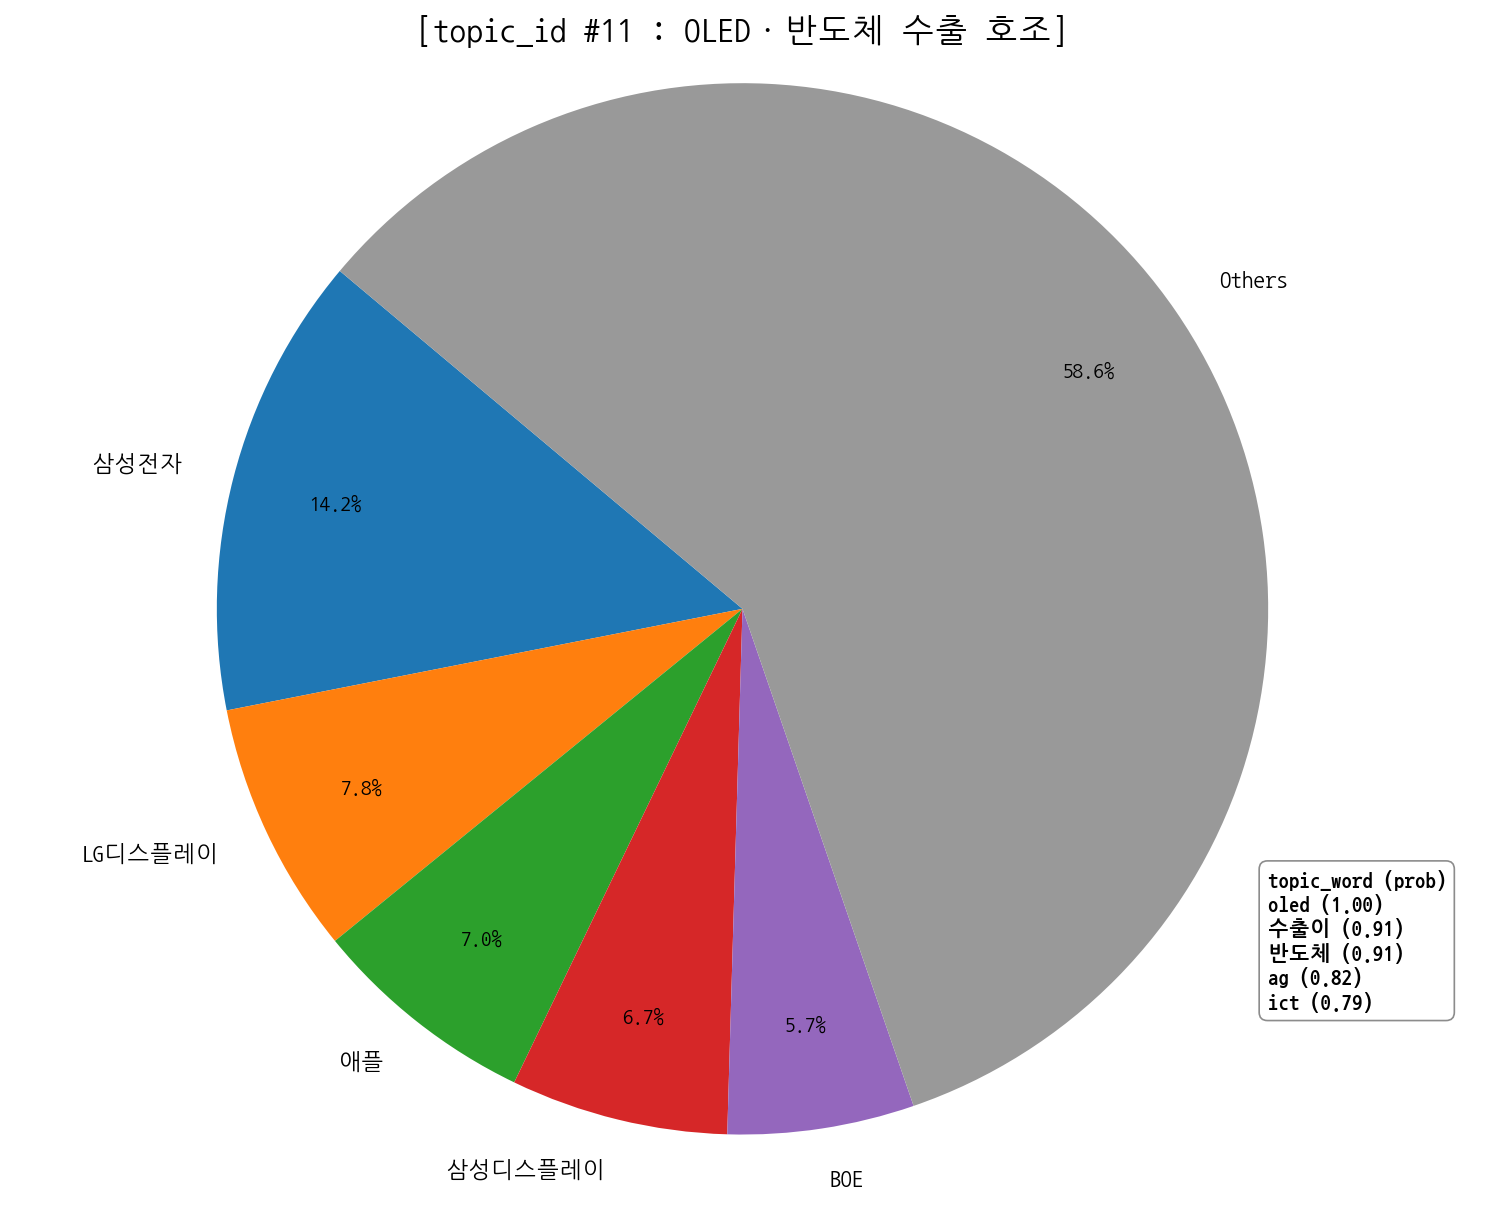 [topic_id #11 : OLED· 반도체 수출 호조]
Others
58.6%
삼성전자
14.2%
7.8%
LG디스플레이
7.0%
애플
6.7%
삼성디스플레이
5.7%
BOE
topic_word (prob)
oled (1.00)
수출이 (0.91)
반도체 (0.91)
ag (0.82)
ict (0.79)